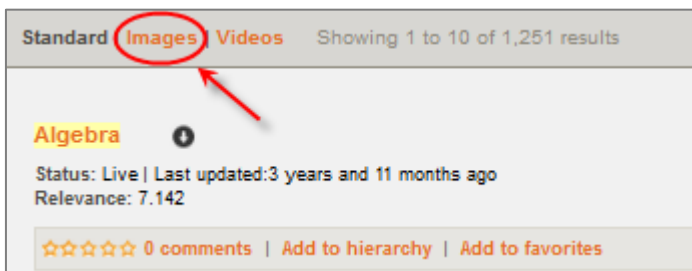 Standard | Images | Videos Showing 1 to 10 of 1,251 results
Algebra
Status: Live | Last updated:3 years and 11 months ago
Relevance: 7.142
0 comments | Add to hierarchy | Add to favorites